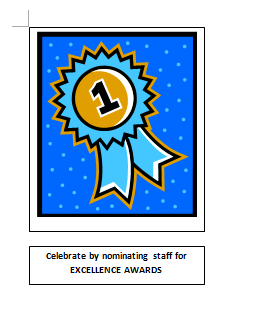 1
Celebrate by nominating staff for
EXCELLENCE AWARDS